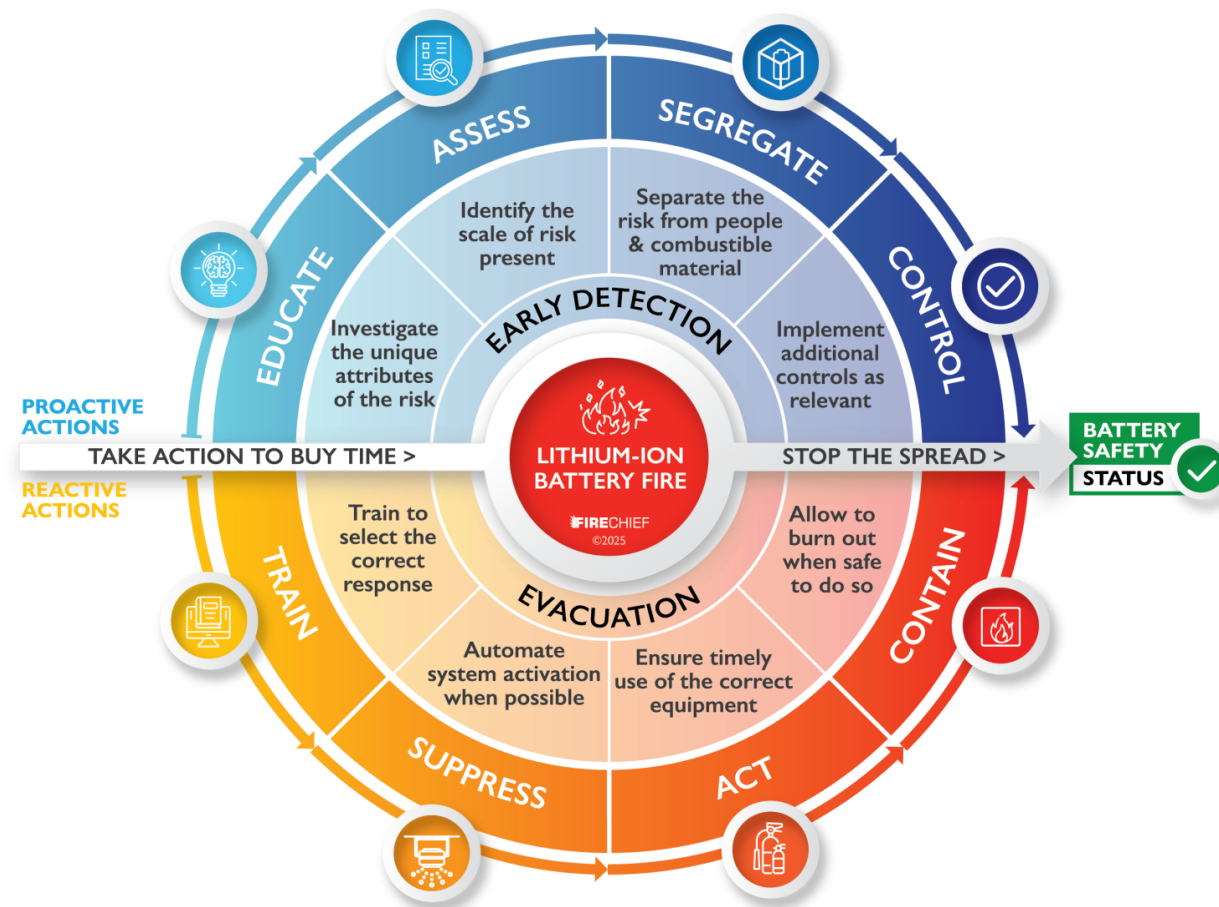 ASSESS
SEGREGATE
EDUCATE
CONTROL
Identify the
scale of risk
present
Separate the
risk from people
& combustible
material
Investigate
the unique
attributes
of the risk
Implement
additional
controls as
relevant
EARLY DETECTION
PROACTIVE
ACTIONS
TAKE ACTION TO BUY TIME >
REACTIVE
ACTIONS
LITHIUM-ION
BATTERY FIRE
FIRECHIEF
©2025
STOP THE SPREAD >
BATTERY
SAFETY
STATUS
EVACUATION
Train to
select the
correct
response
Automate
system activation
when possible
Ensure timely
use of the correct
equipment
Allow to
burn out
when safe
to do so
TRAIN
SUPPRESS
ACT
CONTAIN